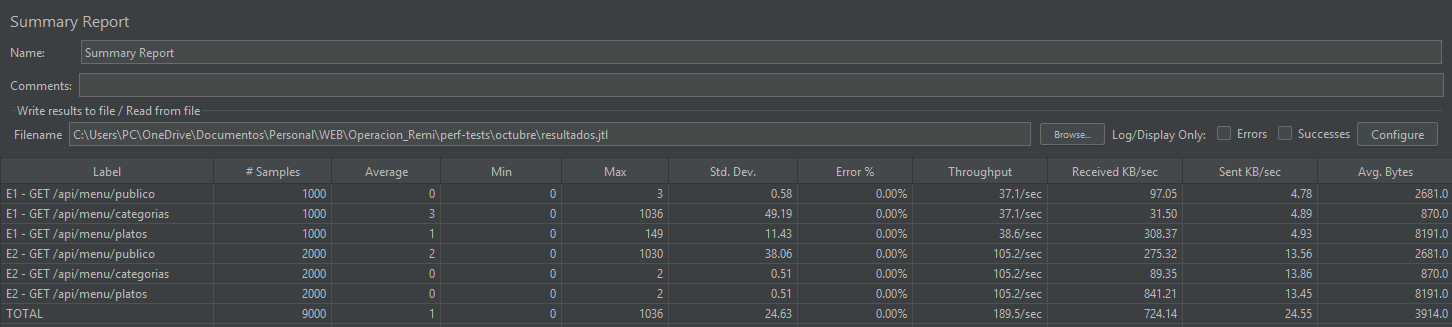 Summary Report
Name: Summary Report
Comments:
Write results to file / Read from file
Filename C:\Users\PC\OneDrive\Documentos\Personal\WEB\Operacion_Remi\perf-tests\octubre\resultados.jtl Browse... Log/Display Only: Errors Successes Configure
Label # Samples Average Min Max Std. Dev. Error % Throughput Received KB/sec Sent KB/sec Avg. Bytes
E1 - GET /api/menu/publico 1000 0 0 3 0.58 0.00% 37.1/sec 97.05 4.78 2681.0
E1 - GET /api/menu/categorias 1000 3 0 1036 49.19 0.00% 37.1/sec 31.50 4.89 870.0
E1 - GET /api/menu/platos 1000 1 0 149 11.43 0.00% 38.6/sec 308.37 4.93 8191.0
E2 - GET /api/menu/publico 2000 2 0 1030 38.06 0.00% 105.2/sec 275.32 13.56 2681.0
E2 - GET /api/menu/categorias 2000 0 0 2 0.51 0.00% 105.2/sec 89.35 13.86 870.0
E2 - GET /api/menu/platos 2000 0 0 2 0.51 0.00% 105.2/sec 841.21 13.45 8191.0
TOTAL 9000 1 0 1036 24.63 0.00% 189.5/sec 724.14 24.55 3914.0